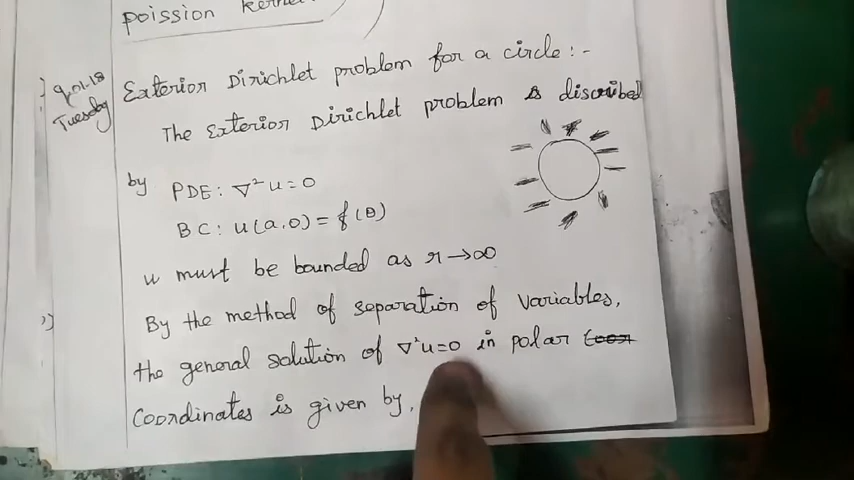 poission kernel
9.01.18
Tuesday
Exterior Dirichlet problem for a circle:-
The Exterior Dirichlet problem is discribed
by PDE: ∇²u=0
BC: u(a,θ) = f(θ)
u must be bounded as r→∞
By the method of separation of variables,
the general solution of ∇²u=0 in polar
Coordinates is given by,